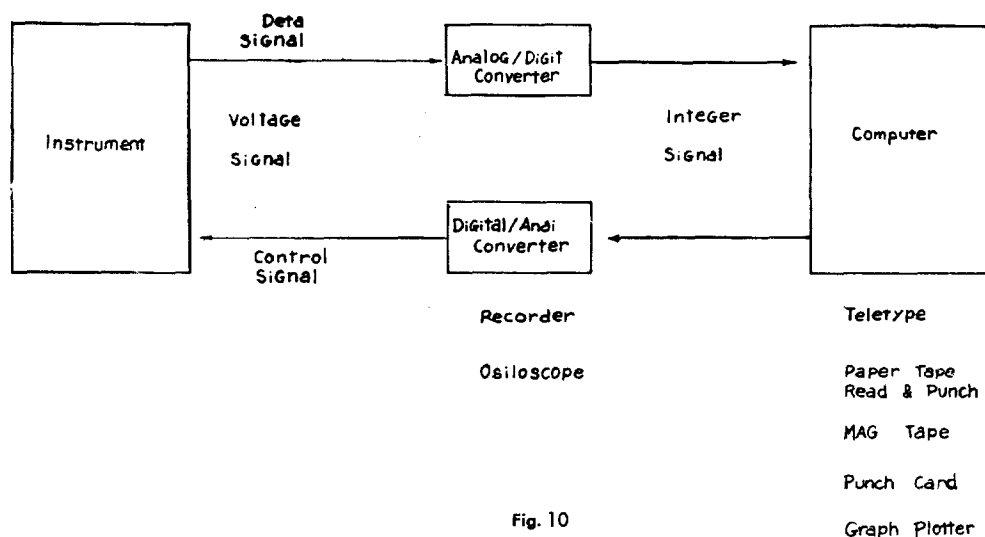 Deta
Signal
Analog/Digit
Converter
Instrument
Voltage
Signal
Integer
Signal
Computer
Digital/Anai
Converter
Control
Signal
Recorder
Osiloscope
Teletype
Paper Tape
Read & Punch
MAG Tape
Punch Card
Graph Plotter
Fig. 10